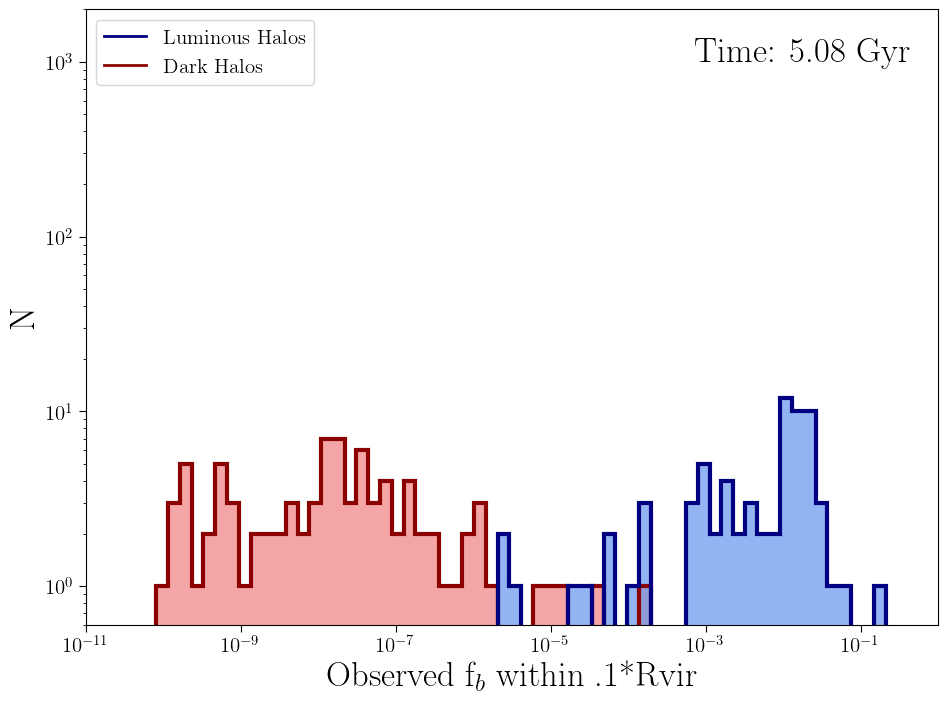 Luminous Halos
Dark Halos
Time: 5.08 Gyr
N
10³
10²
10¹
10⁰
10⁻¹¹ 10⁻⁹ 10⁻⁷ 10⁻⁵ 10⁻³ 10⁻¹
Observed f_b within .1*Rvir